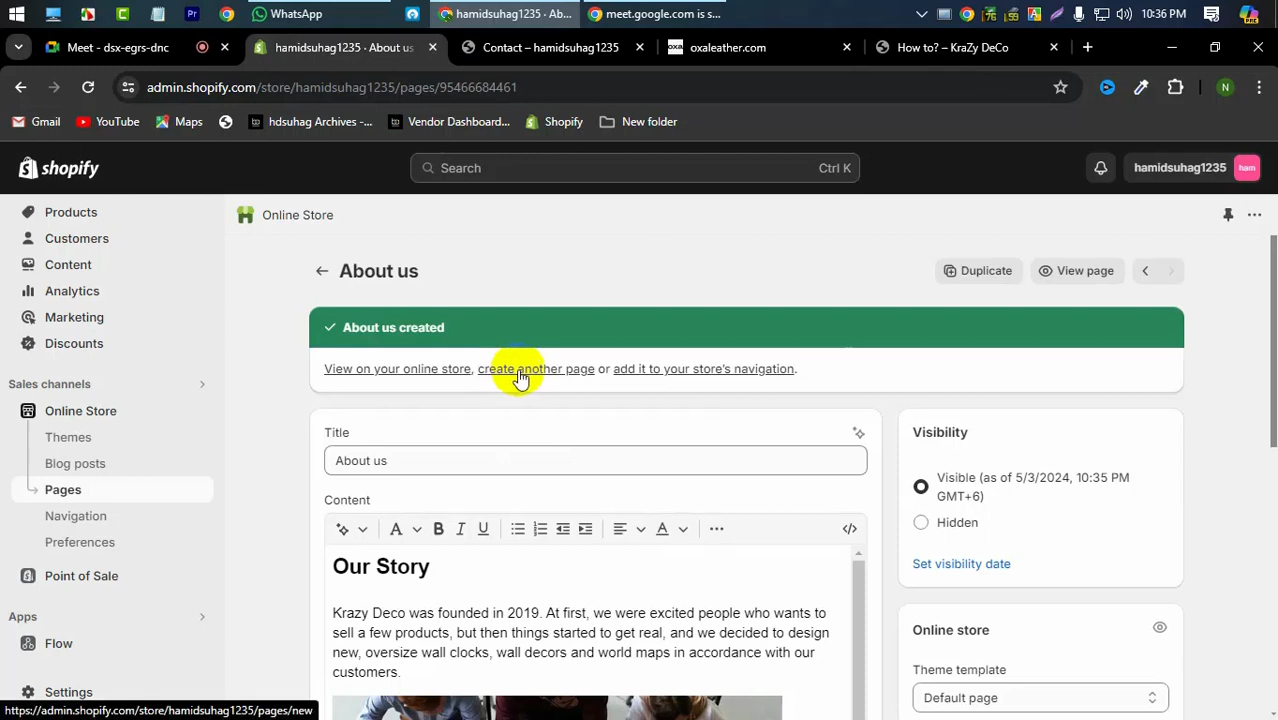 WhatsApp
hamidsuhag1235 · Ab...
meet.google.com is s...
10:36 PM
Meet - dsx-egrs-dnc
hamidsuhag1235 · About us
Contact – hamidsuhag1235
oxa
oxaleather.com
How to? – KraZy DeCo
admin.shopify.com/store/hamidsuhag1235/pages/95466684461
N
Gmail
YouTube
Maps
hdsuhag Archives -...
Vendor Dashboard...
Shopify
New folder
shopify
Search
Ctrl K
hamidsuhag1235
ham
Products
Customers
Content
Analytics
Marketing
Discounts
Sales channels
Online Store
Themes
Blog posts
Pages
Navigation
Preferences
Point of Sale
Apps
Flow
Settings
Online Store
About us
Duplicate
View page
About us created
View on your online store, create another page or add it to your store's navigation.
Title
About us
Content
Our Story
Krazy Deco was founded in 2019. At first, we were excited people who wants to
sell a few products, but then things started to get real, and we decided to design
new, oversize wall clocks, wall decors and world maps in accordance with our
customers.
Visibility
Visible (as of 5/3/2024, 10:35 PM
GMT+6)
Hidden
Set visibility date
Online store
Theme template
Default page
https://admin.shopify.com/store/hamidsuhag1235/pages/new